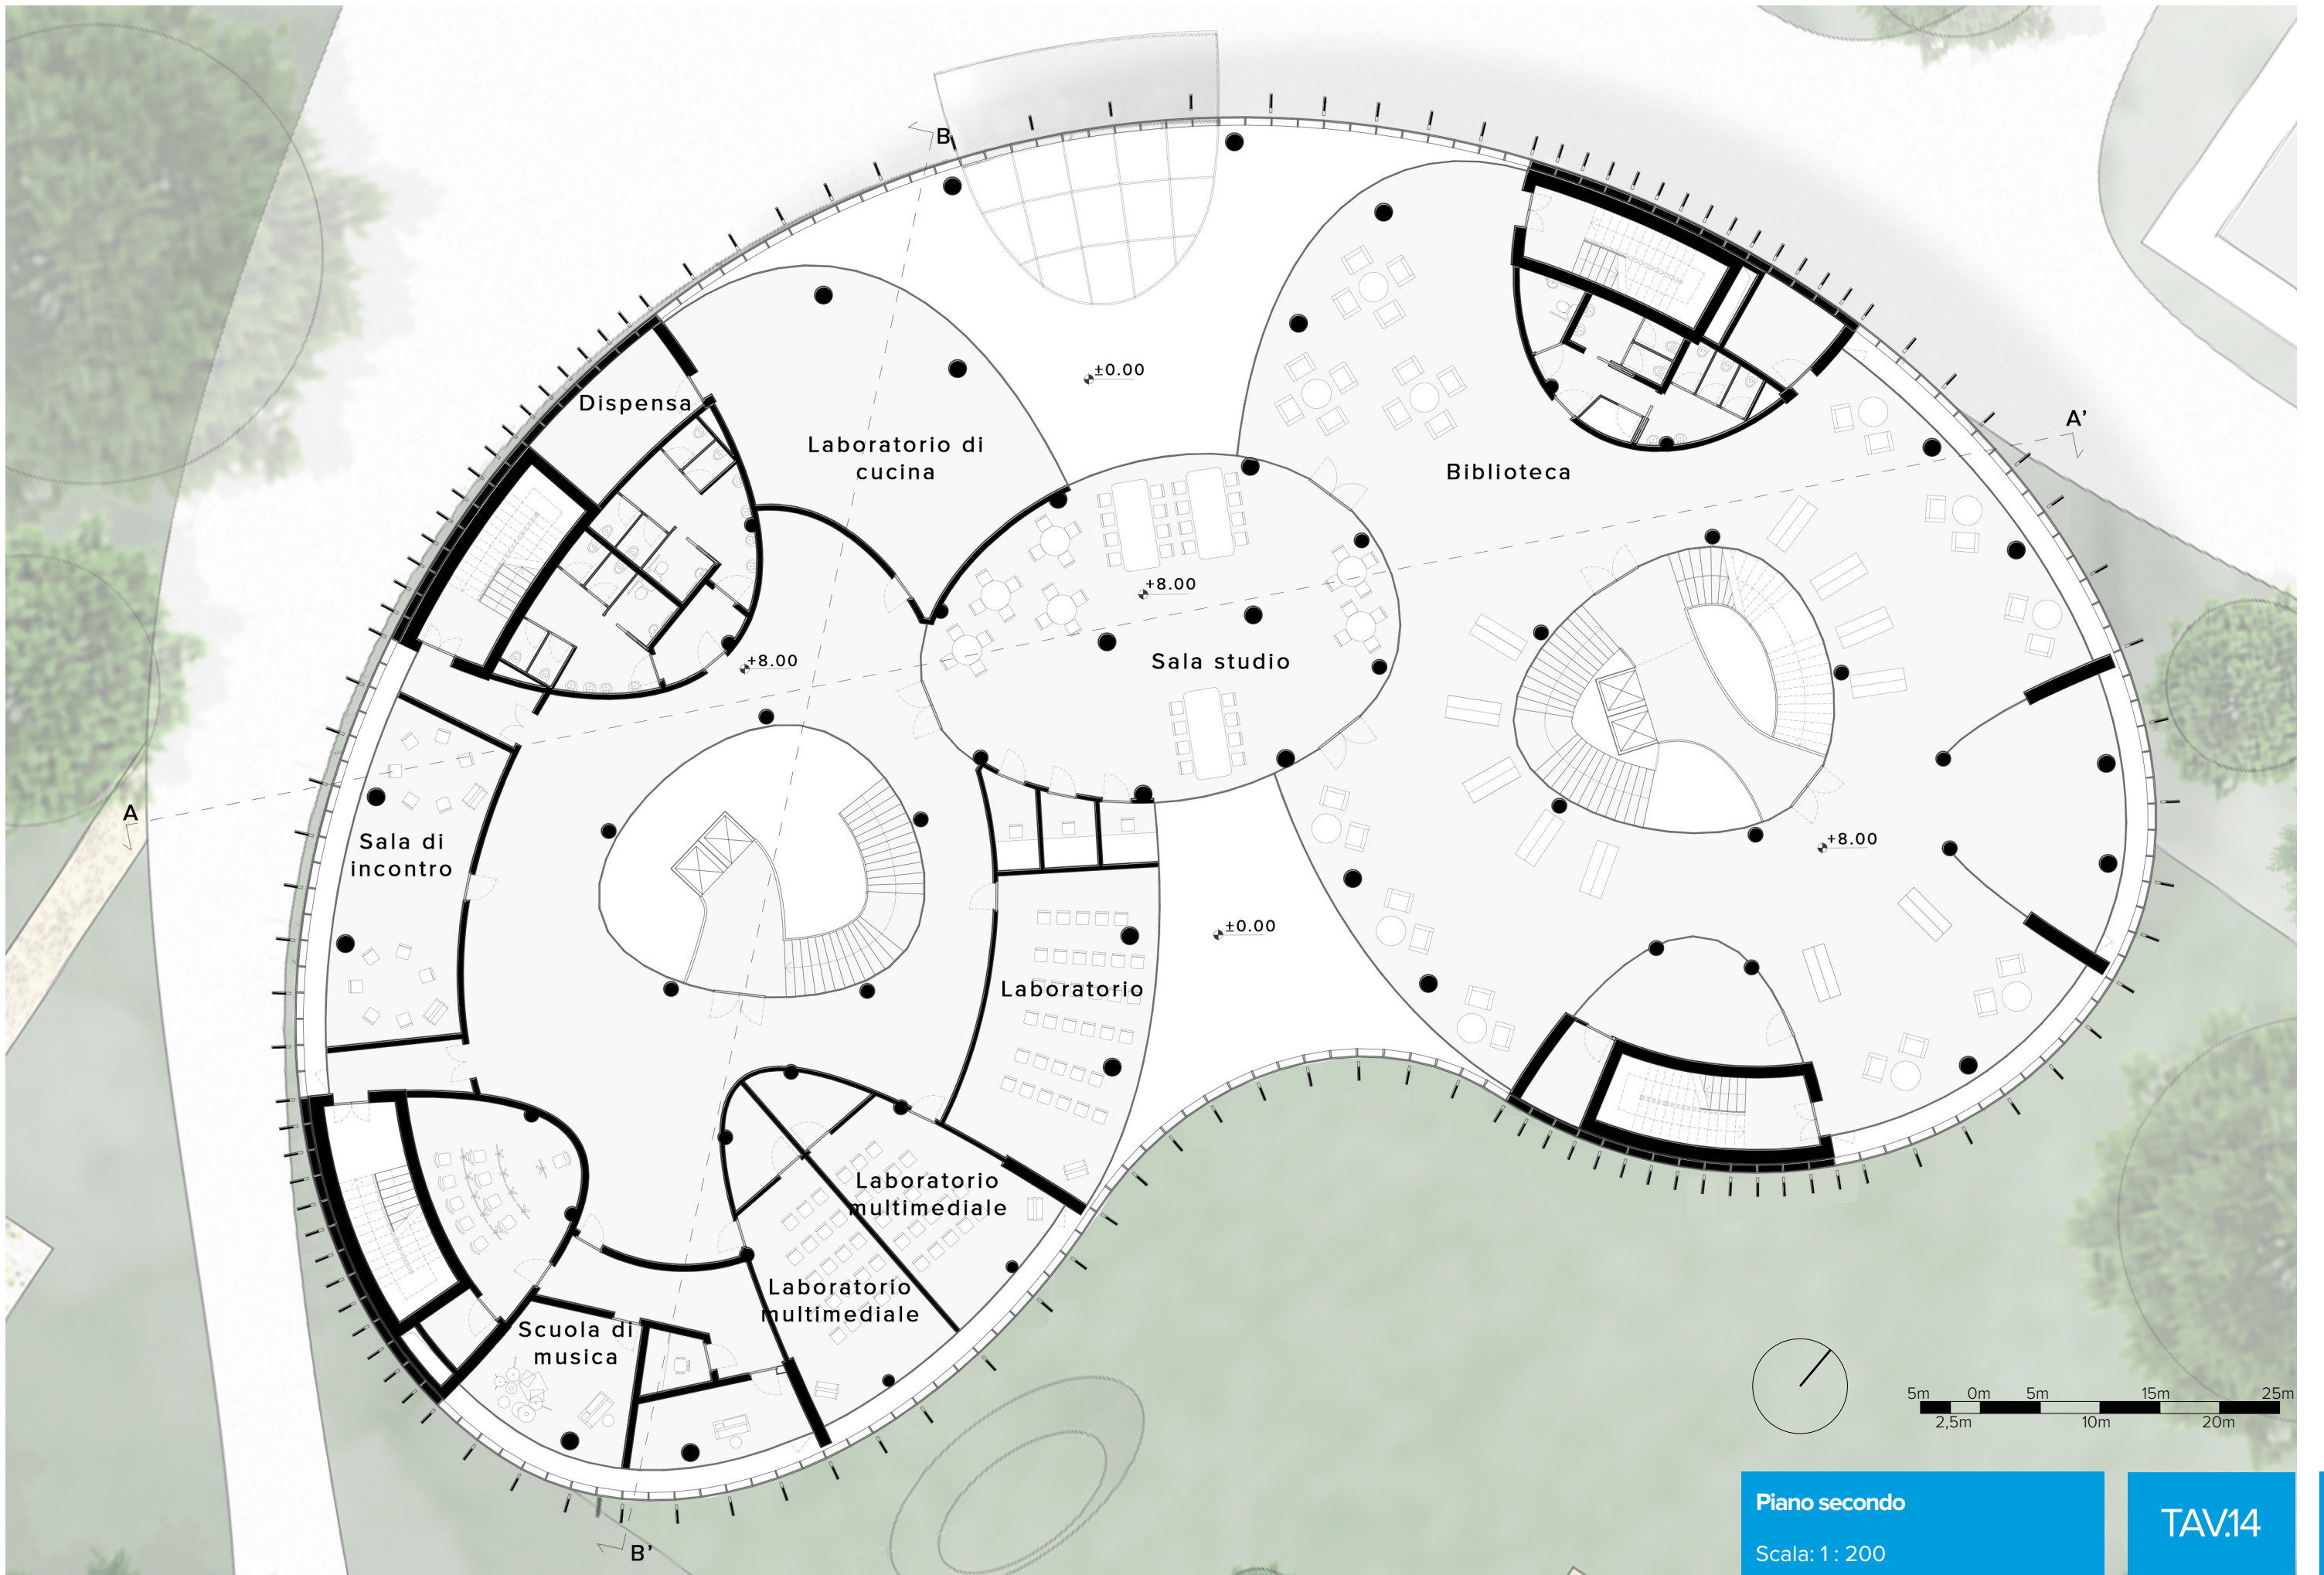 B
±0.00
Dispensa
A’
Laboratorio di
cucina
Biblioteca
+8.00
+8.00
Sala studio
A
Sala di
incontro
+8.00
±0.00
Laboratorio
Laboratorio
multimediale
Laboratorio
multimediale
Scuola di
musica
B’
5m 0m 5m 15m 25m
2,5m 10m 20m
Piano secondo
Scala: 1 : 200
TAV.14